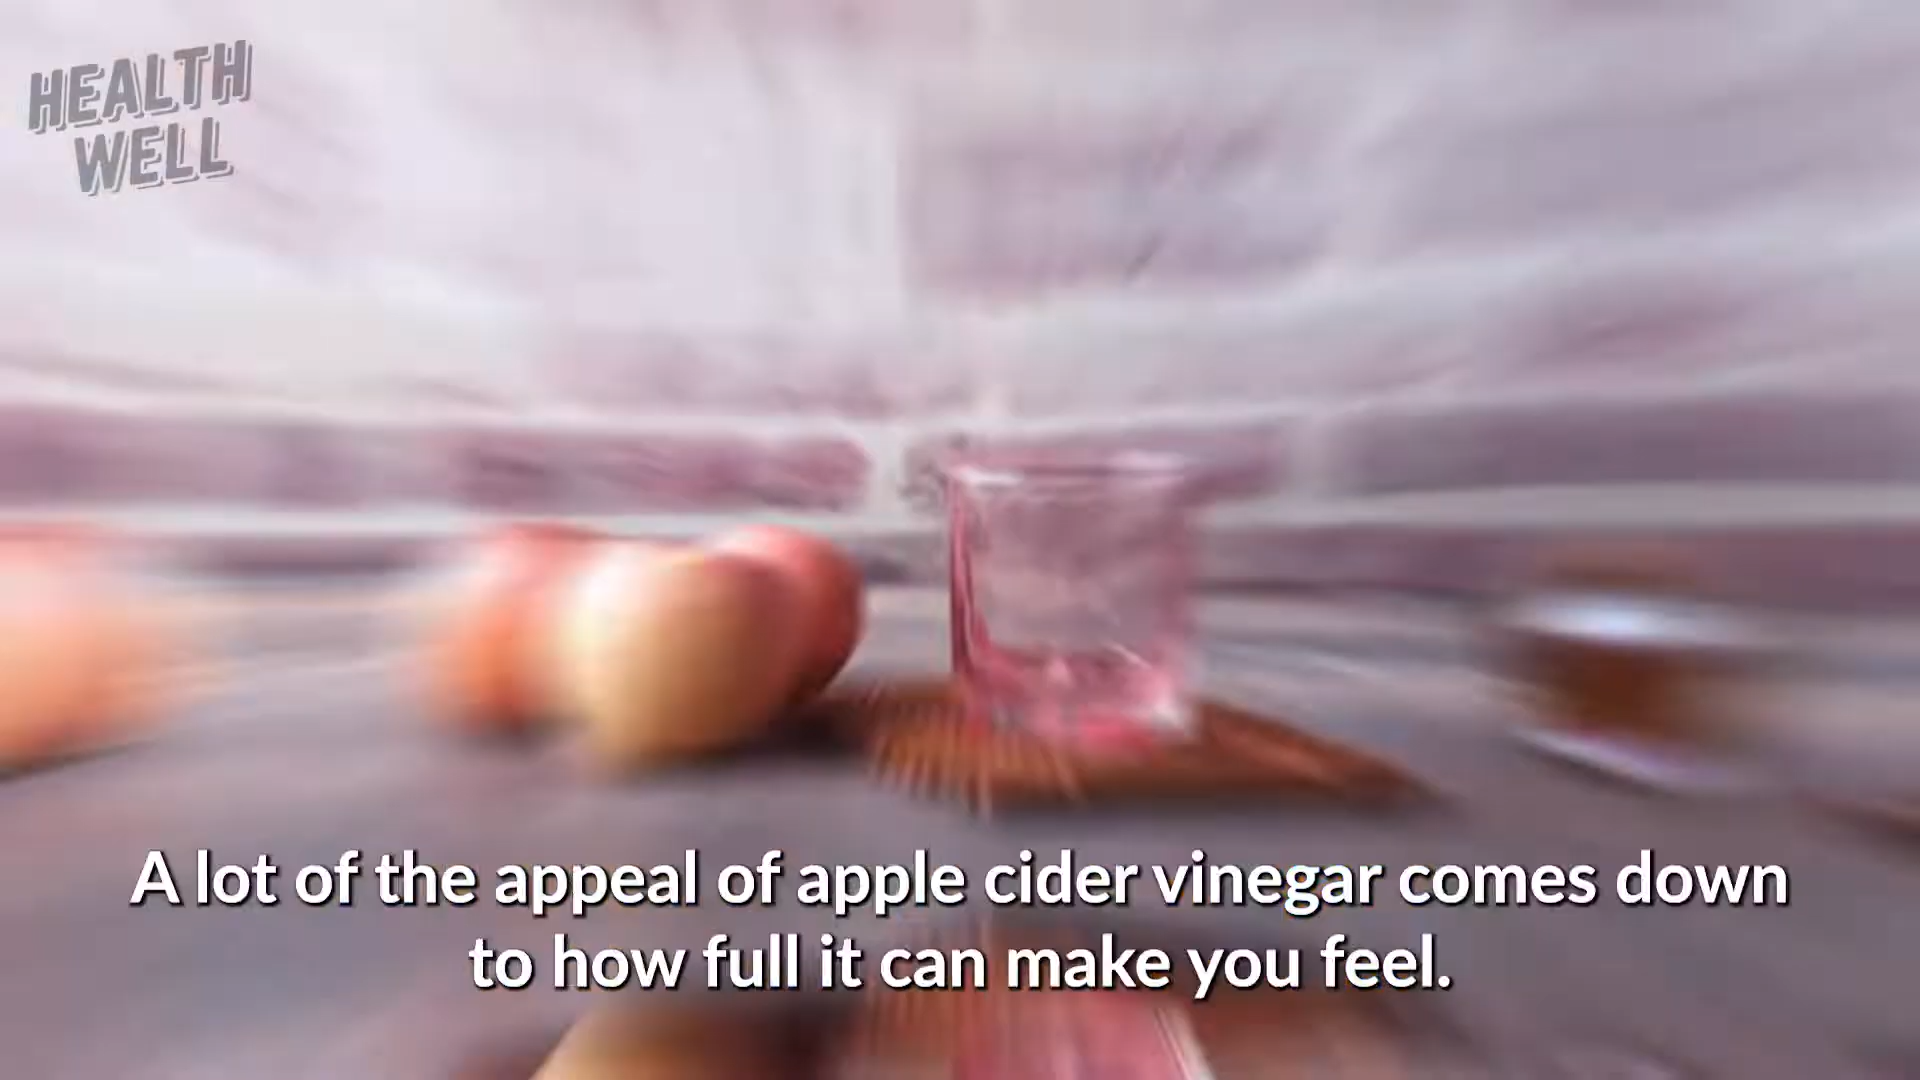 HEALTH
WELL
A lot of the appeal of apple cider vinegar comes down
to how full it can make you feel.